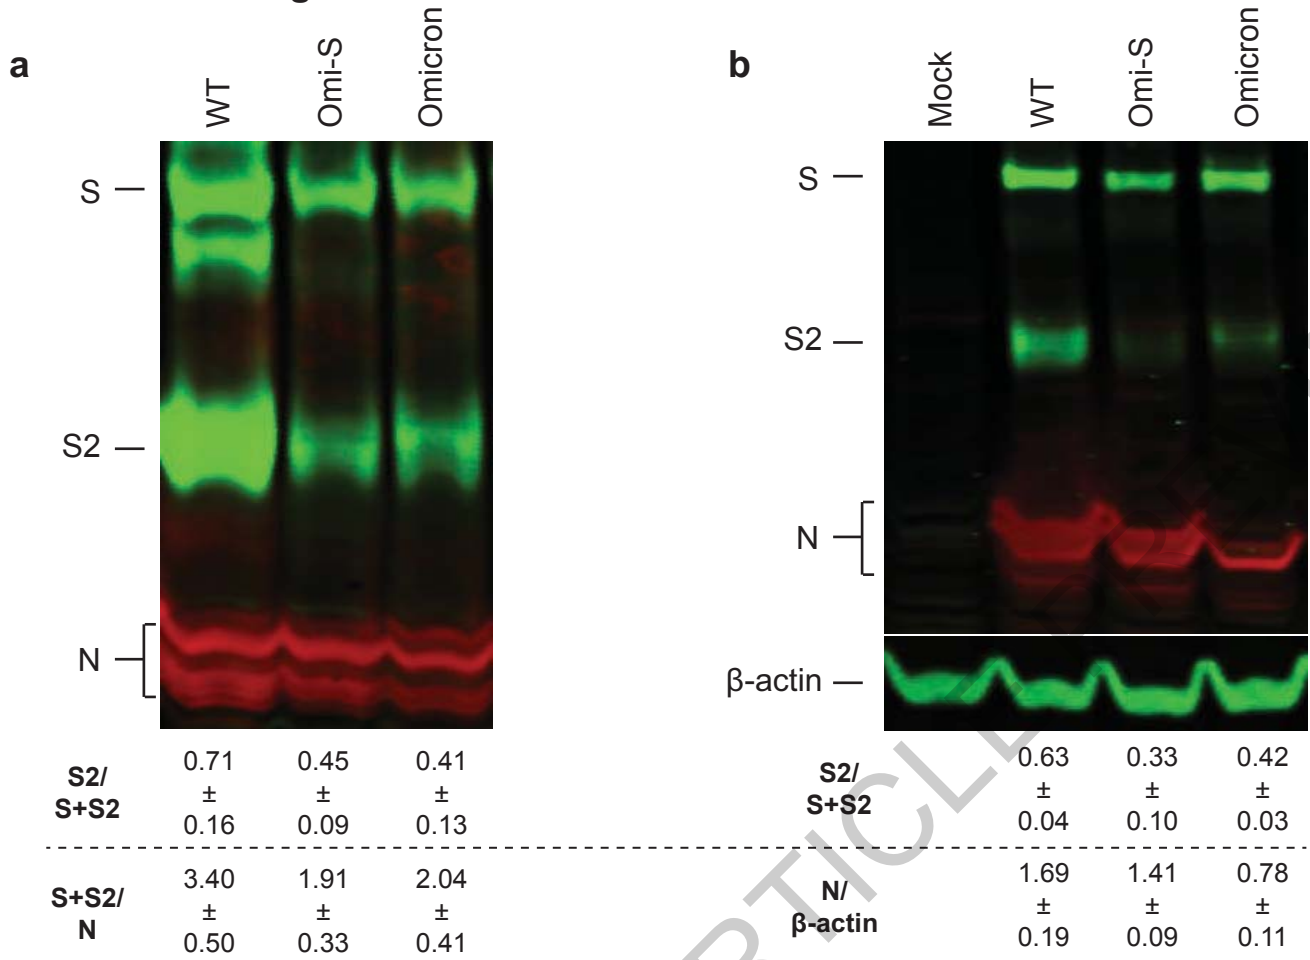 a
WT
Omi-S
Omicron
S
S2
N
S2/
S+S2
0.71
±
0.16
0.45
±
0.09
0.41
±
0.13
S+S2/
N
3.40
±
0.50
1.91
±
0.33
2.04
±
0.41
b
Mock
WT
Omi-S
Omicron
S
S2
N
β-actin
S2/
S+S2
0.63
±
0.04
0.33
±
0.10
0.42
±
0.03
N/
β-actin
1.69
±
0.19
1.41
±
0.09
0.78
±
0.11
RTICLE